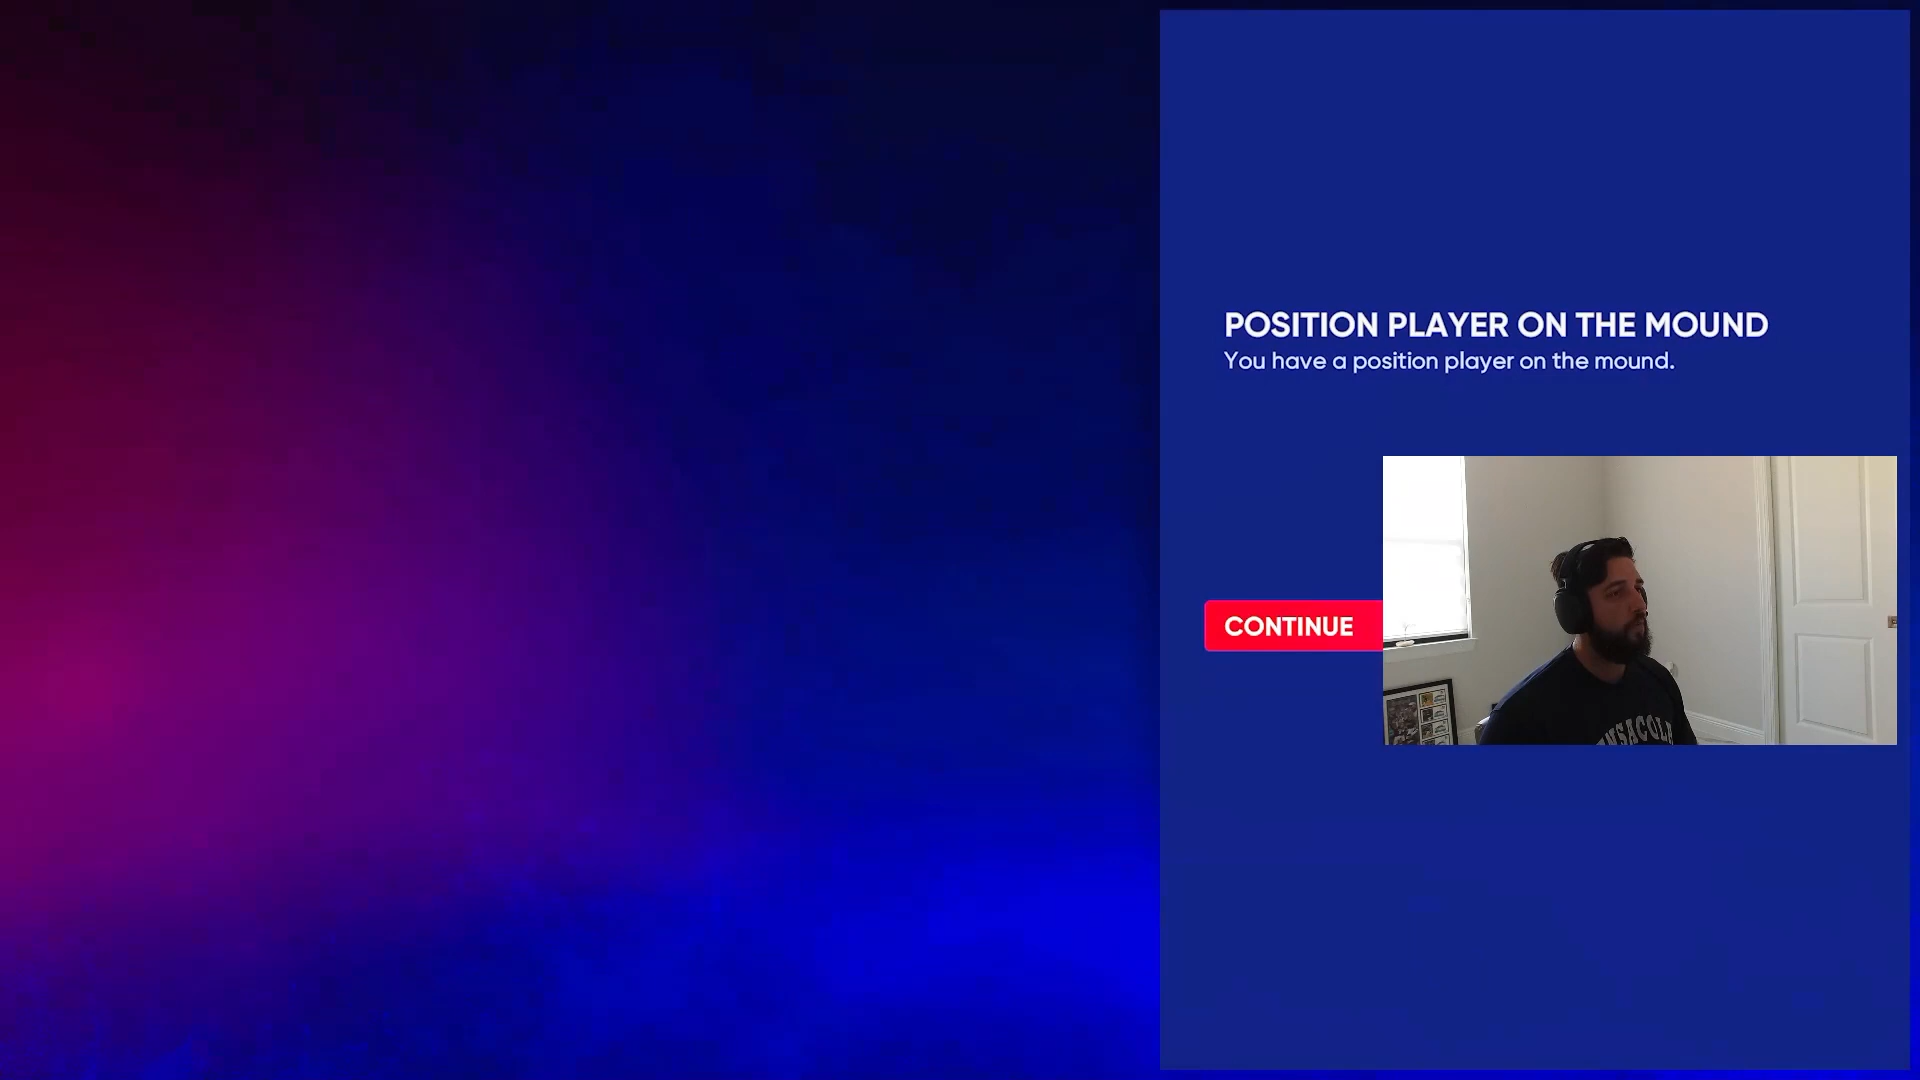 POSITION PLAYER ON THE MOUND
You have a position player on the mound.
CONTINUE